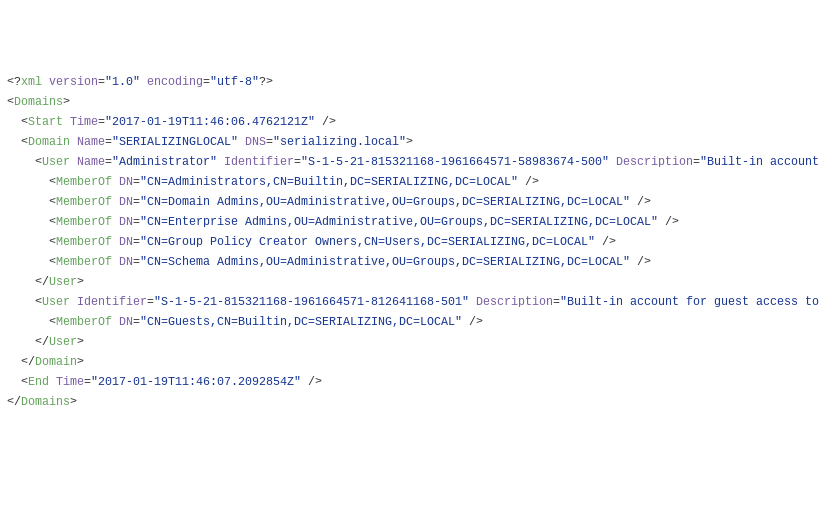 <?xml version="1.0" encoding="utf-8"?>
<Domains>
  <Start Time="2017-01-19T11:46:06.4762121Z" />
  <Domain Name="SERIALIZINGLOCAL" DNS="serializing.local">
    <User Name="Administrator" Identifier="S-1-5-21-815321168-1961664571-58983674-500" Description="Built-in account
      <MemberOf DN="CN=Administrators,CN=Builtin,DC=SERIALIZING,DC=LOCAL" />
      <MemberOf DN="CN=Domain Admins,OU=Administrative,OU=Groups,DC=SERIALIZING,DC=LOCAL" />
      <MemberOf DN="CN=Enterprise Admins,OU=Administrative,OU=Groups,DC=SERIALIZING,DC=LOCAL" />
      <MemberOf DN="CN=Group Policy Creator Owners,CN=Users,DC=SERIALIZING,DC=LOCAL" />
      <MemberOf DN="CN=Schema Admins,OU=Administrative,OU=Groups,DC=SERIALIZING,DC=LOCAL" />
    </User>
    <User Identifier="S-1-5-21-815321168-1961664571-812641168-501" Description="Built-in account for guest access to
      <MemberOf DN="CN=Guests,CN=Builtin,DC=SERIALIZING,DC=LOCAL" />
    </User>
  </Domain>
  <End Time="2017-01-19T11:46:07.2092854Z" />
</Domains>